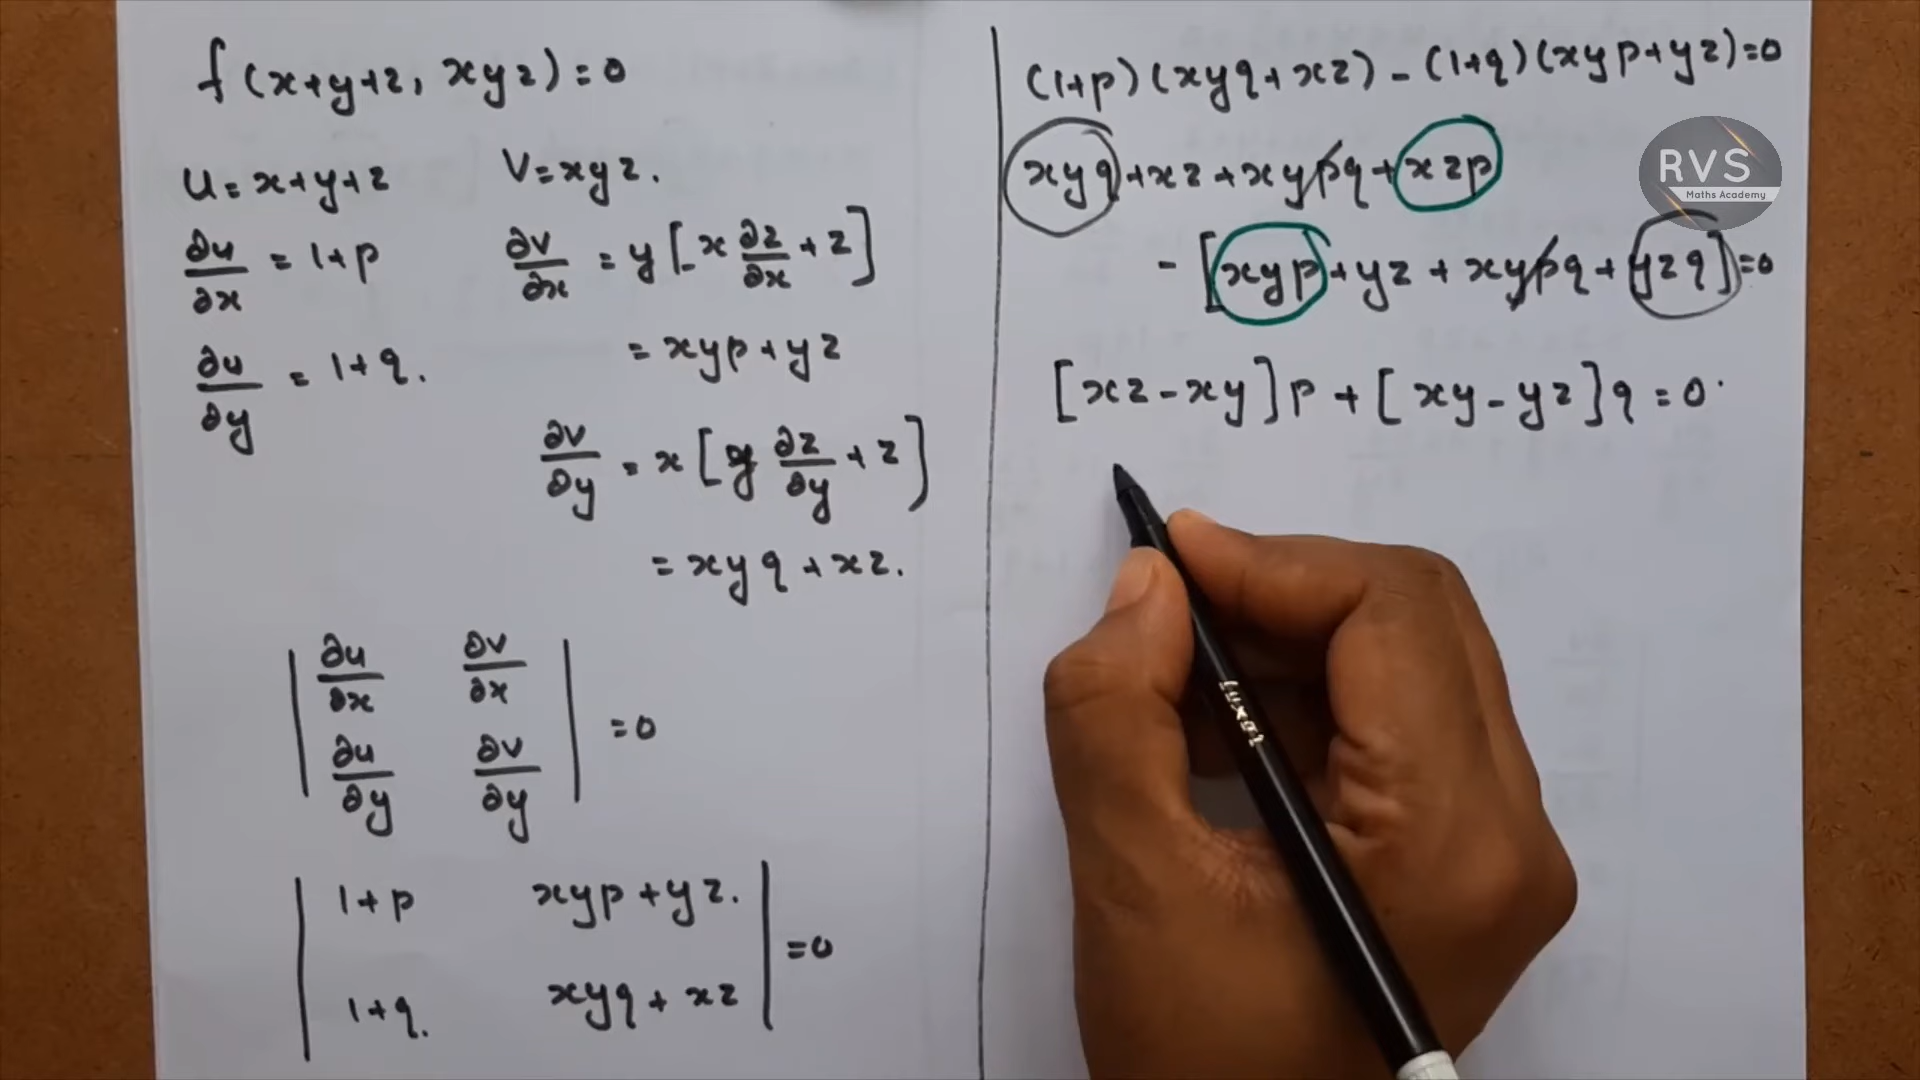 f(x+y+z, xyz)=0
u=x+y+z    v=xyz.
∂u/∂x = 1+p    ∂v/∂x = y[x ∂z/∂x + z]
= xyp+yz
∂u/∂y = 1+q.
∂v/∂y = x[y ∂z/∂y + z]
= xyq+xz.
| ∂u/∂x    ∂v/∂x |
| ∂u/∂y    ∂v/∂y | =0
| 1+p    xyp+yz. |
| 1+q.    xyq+xz | =0
(1+p)(xyq+xz)-(1+q)(xyp+yz)=0
xyq+xz+xypq+xzp
-[xyp+yz+xypq+yzq]=0
[xz-xy]p+[xy-yz]q=0.
RVS
Maths Academy
Luxor